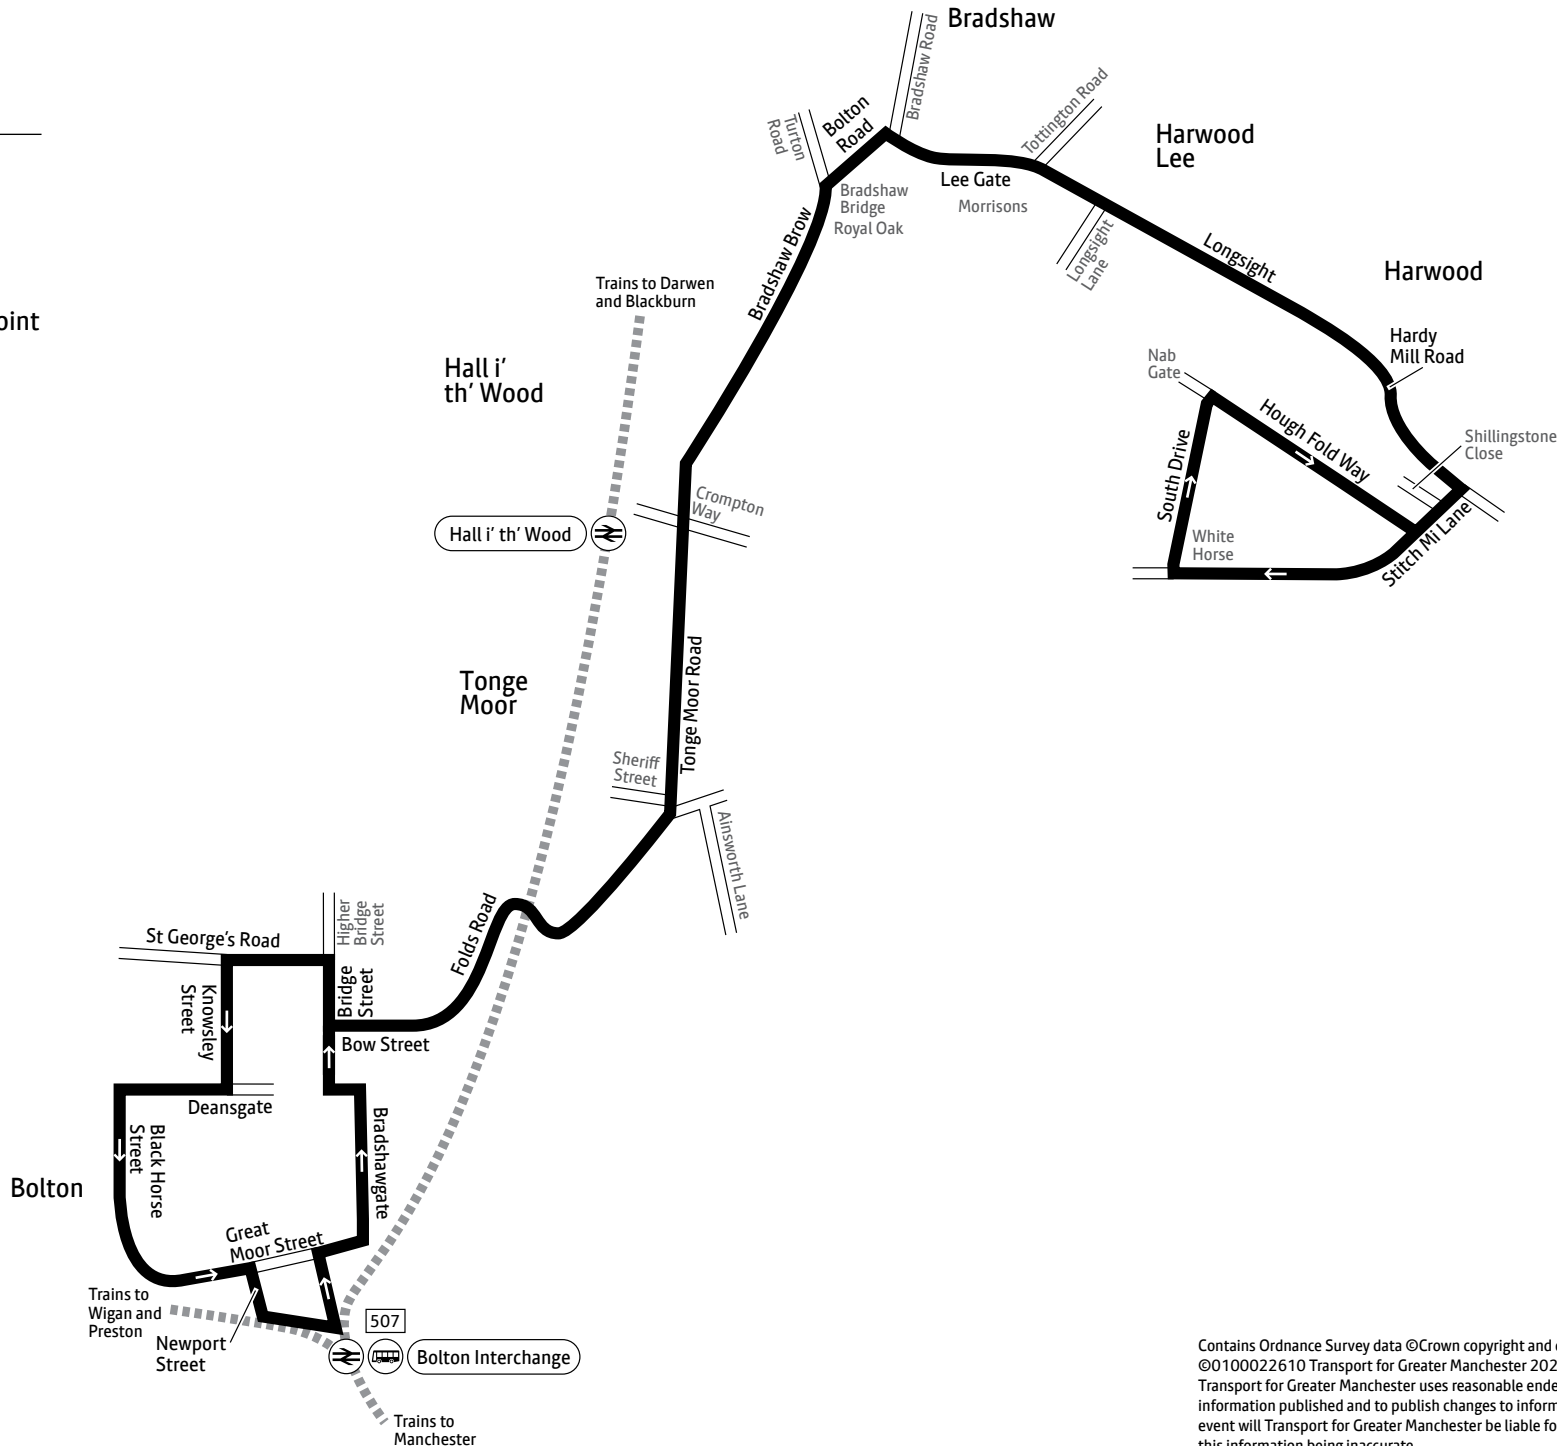 Bradshaw
Bradshaw Road
Tottington Road
Bolton
Road
Turton
Road
Harwood
Lee
Lee Gate
Bradshaw
Bridge
Royal Oak
Morrisons
Bradshaw Brow
Longsight
Lane
Longsight
Harwood
Trains to Darwen
and Blackburn
Hardy
Mill Road
Nab
Gate
Hall i'
th' Wood
Hough Fold Way
South Drive
Shillingstone
Close
Crompton
Way
Hall i' th' Wood
White
Horse
Stitch Mi Lane
Tonge
Moor
Tonge Moor Road
Sheriff
Street
Ainsworth Lane
Higher
Bridge
Street
St George's Road
Folds Road
Knowsley
Street
Bridge
Street
Bow Street
Deansgate
Black Horse
Street
Bradshawgate
Bolton
Great
Moor Street
Trains to
Wigan and
Preston
Newport
Street
507
Bolton Interchange
Trains to
Manchester
Contains Ordnance Survey data ©Crown copyright and
©0100022610 Transport for Greater Manchester 202
Transport for Greater Manchester uses reasonable ende
information published and to publish changes to inform
event will Transport for Greater Manchester be liable fo
this information being inaccurate